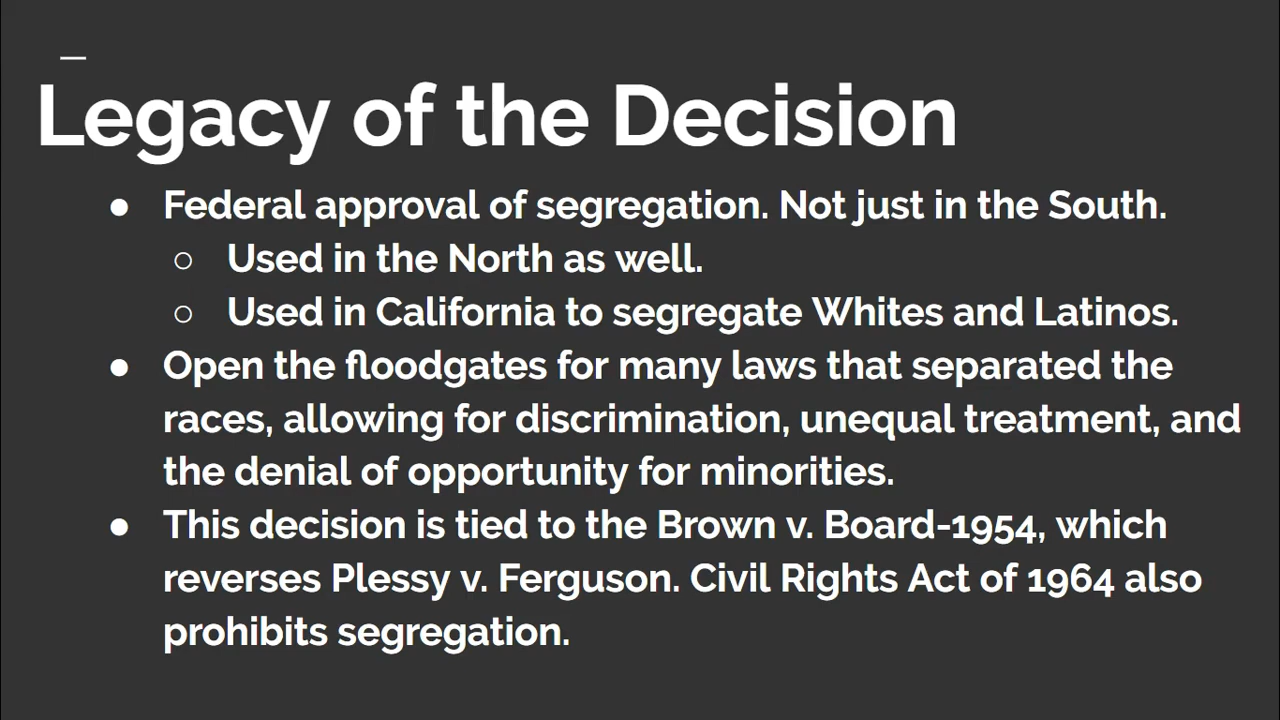 Legacy of the Decision
● Federal approval of segregation. Not just in the South.
○ Used in the North as well.
○ Used in California to segregate Whites and Latinos.
● Open the floodgates for many laws that separated the
races, allowing for discrimination, unequal treatment, and
the denial of opportunity for minorities.
● This decision is tied to the Brown v. Board-1954, which
reverses Plessy v. Ferguson. Civil Rights Act of 1964 also
prohibits segregation.